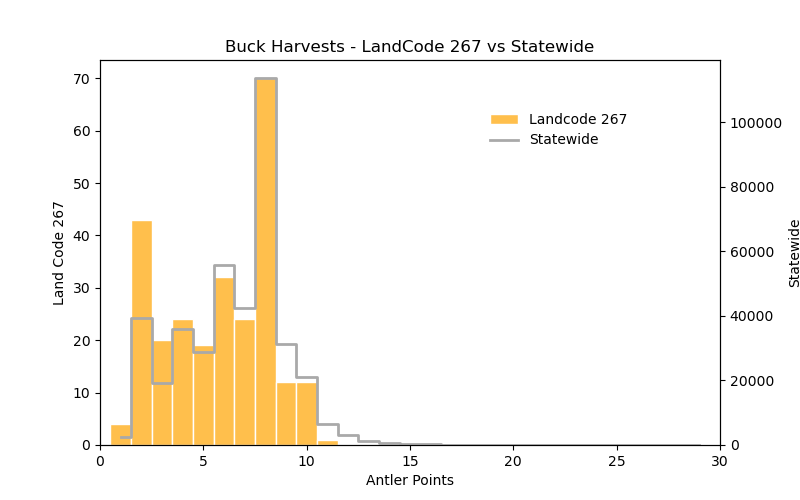 Buck Harvests - LandCode 267 vs Statewide
70
60
50
40
30
20
10
0
Land Code 267
100000
80000
60000
40000
20000
0
Statewide
Landcode 267
Statewide
0 5 10 15 20 25 30
Antler Points